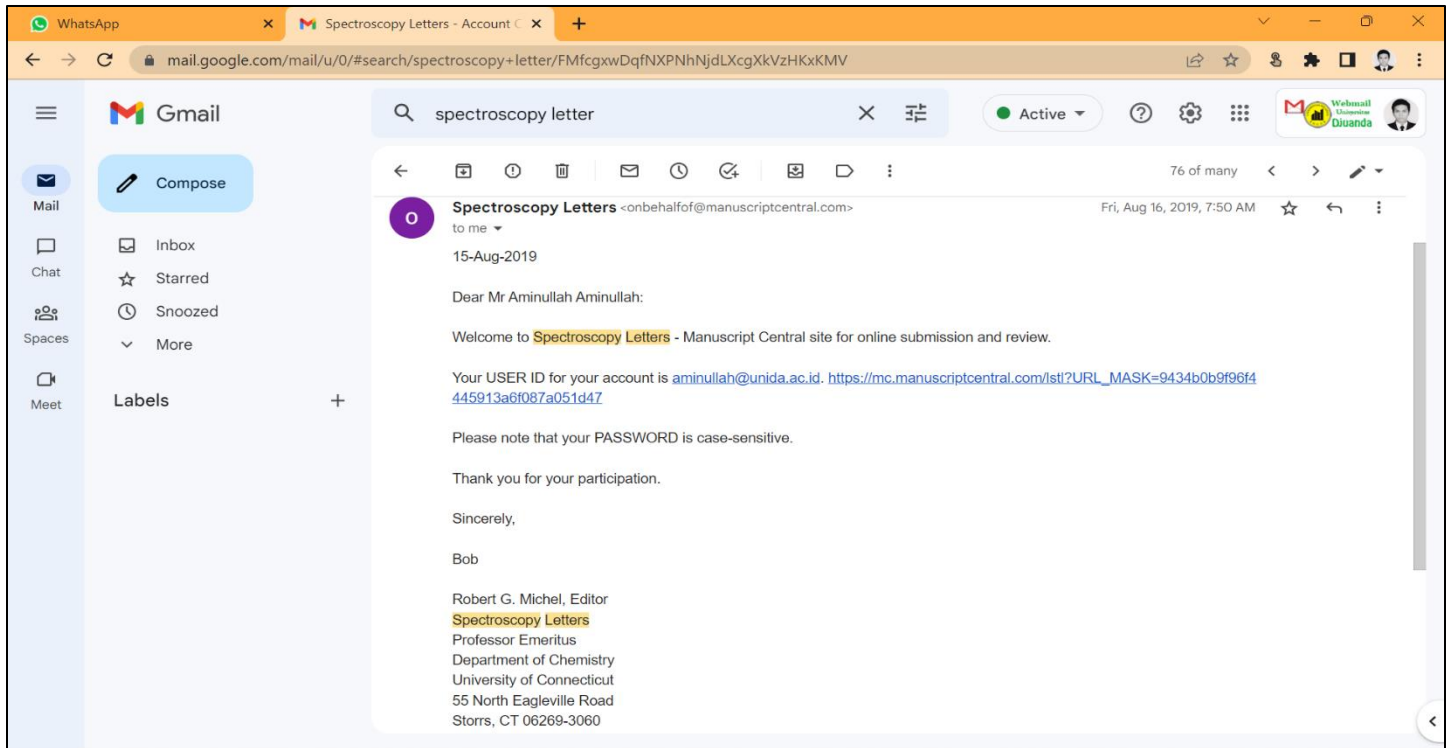 WhatsApp
Spectroscopy Letters - Account C
mail.google.com/mail/u/0/#search/spectroscopy+letter/FMfcgxwDqfNXPNhNjdLXcgXkVzHKxKMV
Gmail
spectroscopy letter
Active
Webmail
Universitas
Djuanda
Mail
Compose
76 of many
Spectroscopy Letters <onbehalfof@manuscriptcentral.com>
Fri, Aug 16, 2019, 7:50 AM
O
to me
Inbox
Chat
Starred
Snoozed
Spaces
More
Meet
Labels
15-Aug-2019
Dear Mr Aminullah Aminullah:
Welcome to Spectroscopy Letters - Manuscript Central site for online submission and review.
Your USER ID for your account is aminullah@unida.ac.id. https://mc.manuscriptcentral.com/lstl?URL_MASK=9434b0b9f96f4
445913a6f087a051d47
Please note that your PASSWORD is case-sensitive.
Thank you for your participation.
Sincerely,
Bob
Robert G. Michel, Editor
Spectroscopy Letters
Professor Emeritus
Department of Chemistry
University of Connecticut
55 North Eagleville Road
Storrs, CT 06269-3060